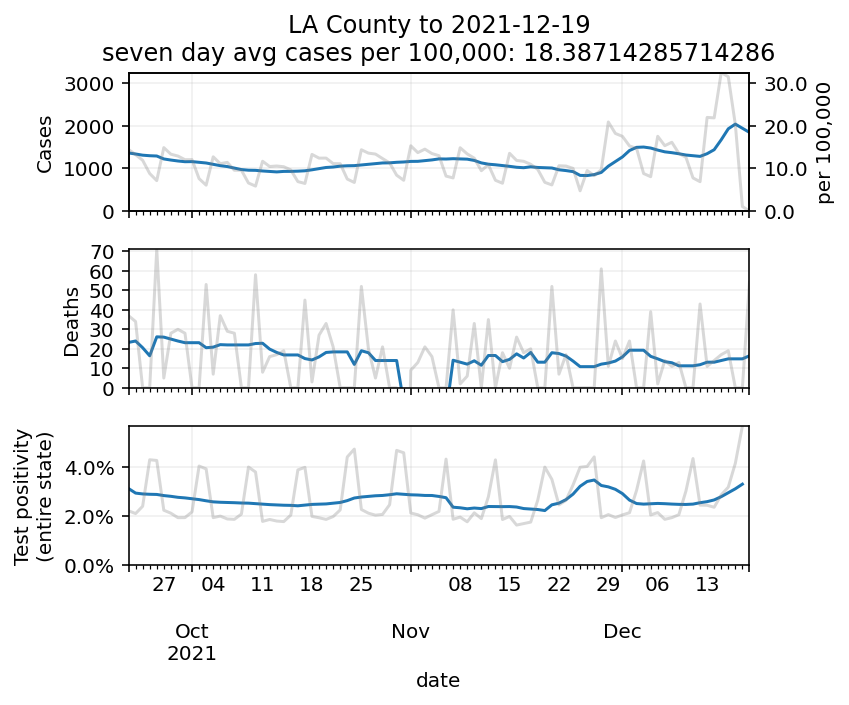 LA County to 2021-12-19
seven day avg cases per 100,000: 18.38714285714286
3000
2000
1000
0
Cases
30.0
20.0
10.0
0.0
per 100,000
70
60
50
40
30
20
10
0
Deaths
4.0%
2.0%
0.0%
Test positivity
(entire state)
27 04 11 18 25 08 15 22 29 06 13
Oct Nov Dec
2021
date